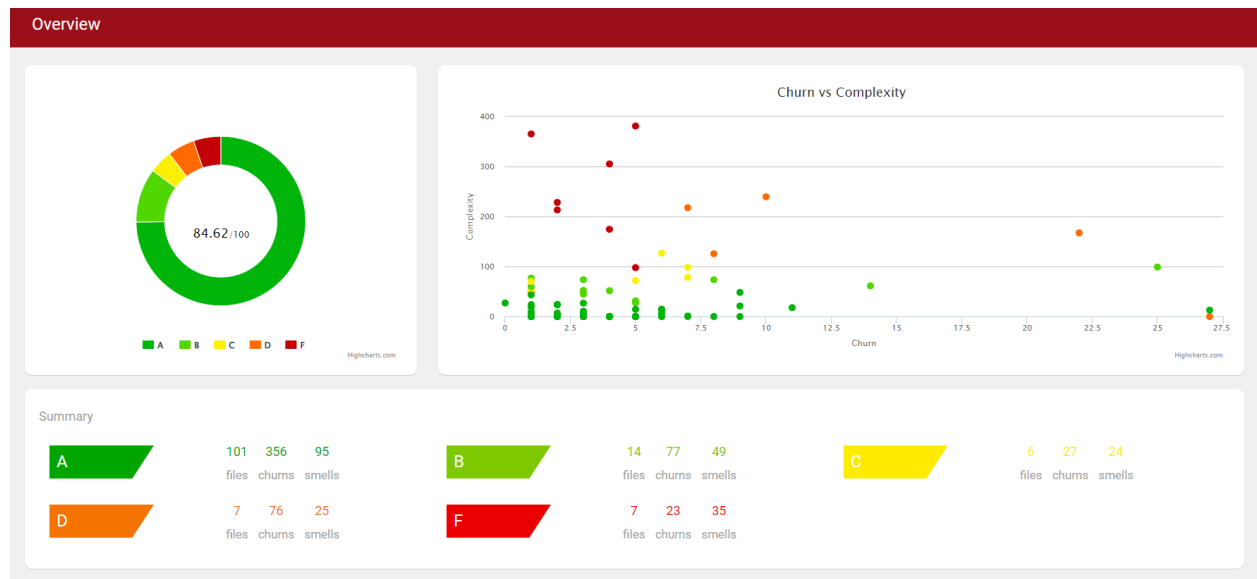 Overview
84.62/100
A B C D F
Highcharts.com
Churn vs Complexity
Complexity
400
300
200
100
0
0 2.5 5 7.5 10 12.5 15 17.5 20 22.5 25 27.5
Churn
Highcharts.com
Summary
A
101 356 95
files churns smells
B
14 77 49
files churns smells
C
6 27 24
files churns smells
D
7 76 25
files churns smells
F
7 23 35
files churns smells